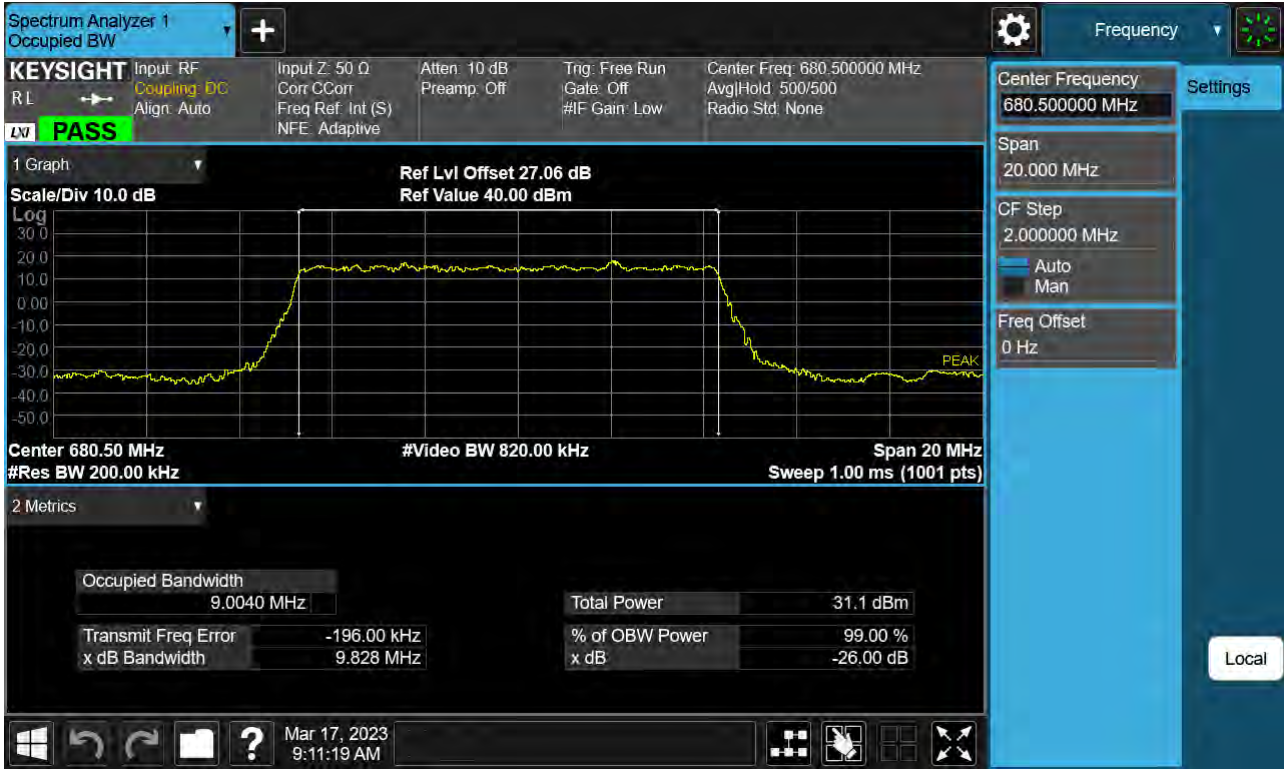 Spectrum Analyzer 1
Occupied BW
Frequency
KEYSIGHT
R L
LXI PASS
Input: RF
Coupling: DC
Align: Auto
Input Z: 50 Ω
Corr CCorr
Freq Ref: Int (S)
NFE: Adaptive
Atten: 10 dB
Preamp: Off
Trig: Free Run
Gate: Off
#IF Gain: Low
Center Freq: 680.500000 MHz
Avg|Hold: 500/500
Radio Std: None
Center Frequency
680.500000 MHz
Settings
Span
20.000 MHz
CF Step
2.000000 MHz
Auto
Man
Freq Offset
0 Hz
Local
1 Graph
Scale/Div 10.0 dB
Ref Lvl Offset 27.06 dB
Ref Value 40.00 dBm
Log
30.0
20.0
10.0
0.00
-10.0
-20.0
-30.0
-40.0
-50.0
PEAK
Center 680.50 MHz
#Video BW 820.00 kHz
Span 20 MHz
#Res BW 200.00 kHz
Sweep 1.00 ms (1001 pts)
2 Metrics
Occupied Bandwidth
9.0040 MHz
Total Power 31.1 dBm
Transmit Freq Error -196.00 kHz
% of OBW Power 99.00 %
x dB Bandwidth 9.828 MHz
x dB -26.00 dB
?
Mar 17, 2023
9:11:19 AM